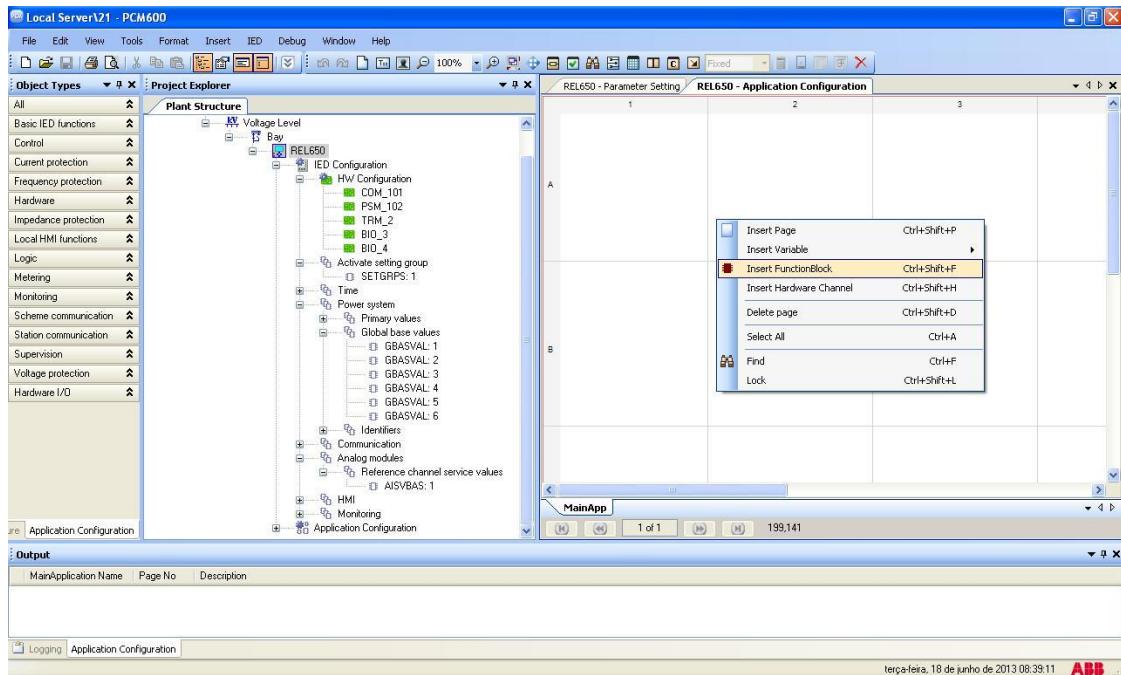 Local Server\21 - PCM600
File Edit View Tools Format Insert IED Debug Window Help
100% Fixed
Object Types
All
Basic IED functions
Control
Current protection
Frequency protection
Hardware
Impedance protection
Local HMI functions
Logic
Metering
Monitoring
Scheme communication
Station communication
Supervision
Voltage protection
Hardware I/O
Application Configuration
Project Explorer
Plant Structure
Voltage Level
Bay
REL650
IED Configuration
HW Configuration
COM_101
PSM_102
TRM_2
BIO_3
BIO_4
Activate setting group
SETGRPS: 1
Time
Power system
Primary values
Global base values
GBASVAL: 1
GBASVAL: 2
GBASVAL: 3
GBASVAL: 4
GBASVAL: 5
GBASVAL: 6
Identifiers
Communication
Analog modules
Reference channel service values
AISVBAS: 1
HMI
Monitoring
Application Configuration
REL650 - Parameter Setting REL650 - Application Configuration
1 2 3
A
B
Insert Page Ctrl+Shift+P
Insert Variable
Insert FunctionBlock Ctrl+Shift+F
Insert Hardware Channel Ctrl+Shift+H
Delete page Ctrl+Shift+D
Select All Ctrl+A
Find Ctrl+F
Lock Ctrl+Shift+L
MainApp
1 of 1 199,141
Output
MainApplication Name Page No Description
Logging Application Configuration
terça-feira, 18 de junho de 2013 08:39:11 ABB